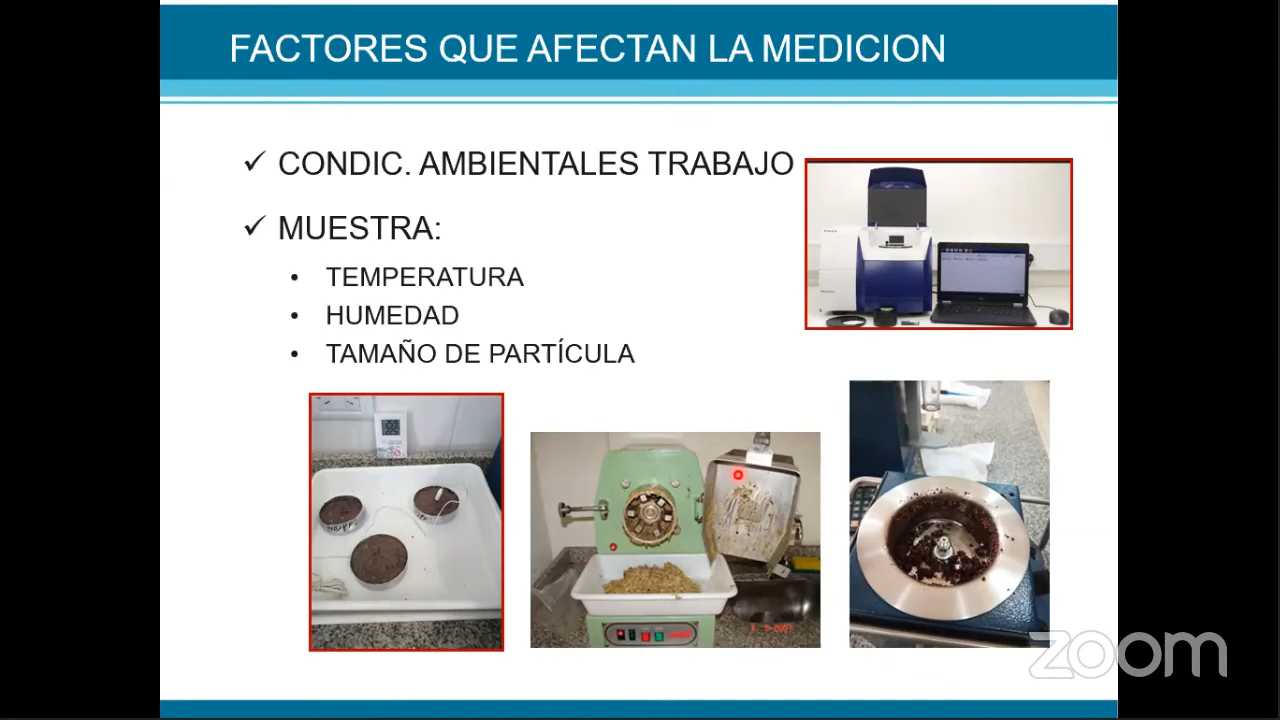 FACTORES QUE AFECTAN LA MEDICION
✓ CONDIC. AMBIENTALES TRABAJO
✓ MUESTRA:
• TEMPERATURA
• HUMEDAD
• TAMAÑO DE PARTÍCULA
zoom